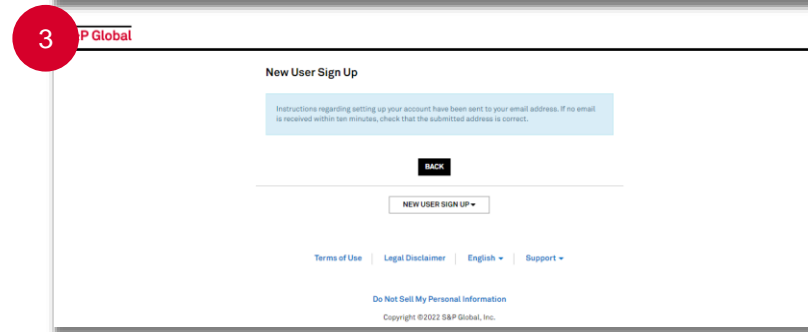 3
&P Global
New User Sign Up
Instructions regarding setting up your account have been sent to your email address. If no email
is received within ten minutes, check that the submitted address is correct.
BACK
NEW USER SIGN UP
Terms of Use | Legal Disclaimer | English | Support
Do Not Sell My Personal Information
Copyright ©2022 S&P Global, Inc.